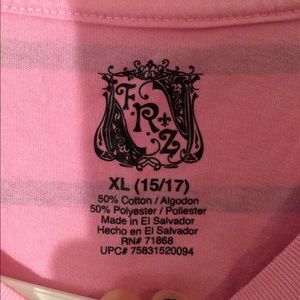 F R Z
XL (15/17)
50% Cotton / Algodon
50% Polyester / Poliester
Made in El Salvador
Hecho en El Salvador
RN# 71868
UPC# 75831520094